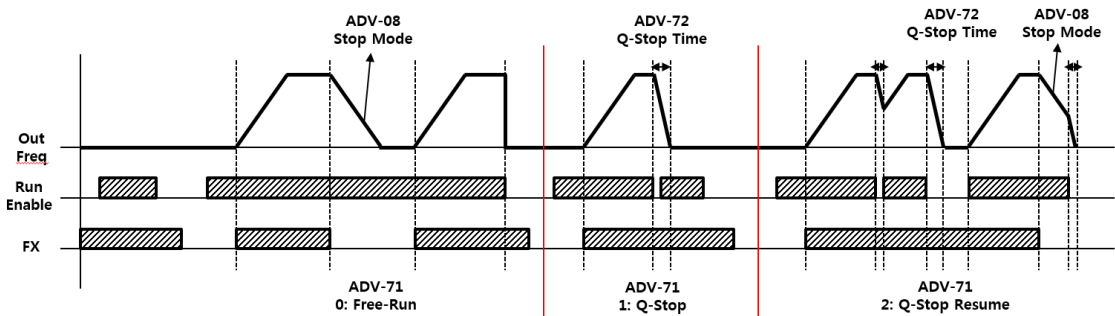 ADV-08
Stop Mode
ADV-72
Q-Stop Time
ADV-72
Q-Stop Time
ADV-08
Stop Mode
Out
Freq
Run
Enable
FX
ADV-71
0: Free-Run
ADV-71
1: Q-Stop
ADV-71
2: Q-Stop Resume